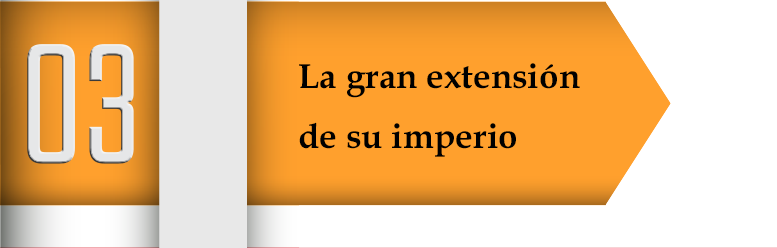 03
La gran extensión
de su imperio